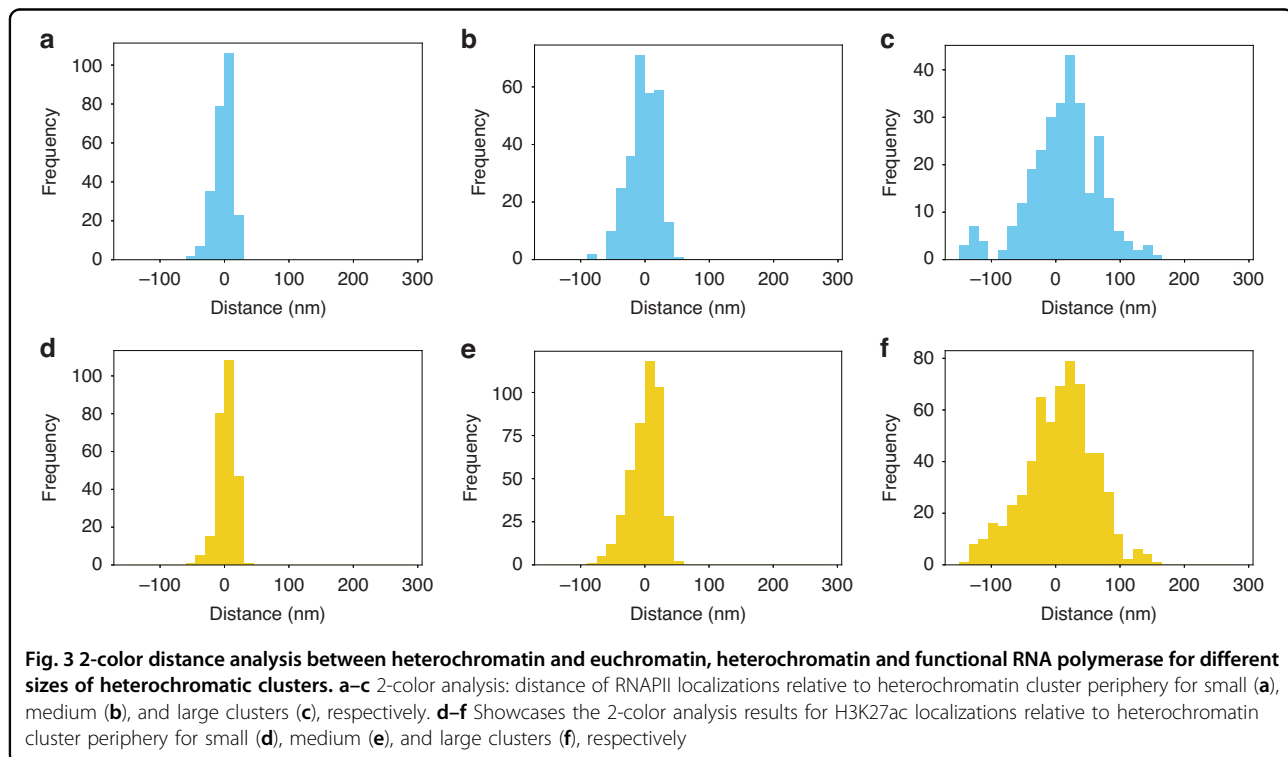 a
b
c
100
80
60
40
20
0
Frequency
–100
0
100
200
300
Distance (nm)
60
40
20
0
Frequency
–100
0
100
200
300
Distance (nm)
40
30
20
10
0
Frequency
–100
0
100
200
300
Distance (nm)
d
e
f
100
80
60
40
20
0
Frequency
–100
0
100
200
300
Distance (nm)
100
75
50
25
0
Frequency
–100
0
100
200
300
Distance (nm)
80
60
40
20
0
Frequency
–100
0
100
200
300
Distance (nm)
Fig. 3 2-color distance analysis between heterochromatin and euchromatin, heterochromatin and functional RNA polymerase for different
sizes of heterochromatic clusters. a–c 2-color analysis: distance of RNAPII localizations relative to heterochromatin cluster periphery for small (a),
medium (b), and large clusters (c), respectively. d–f Showcases the 2-color analysis results for H3K27ac localizations relative to heterochromatin
cluster periphery for small (d), medium (e), and large clusters (f), respectively